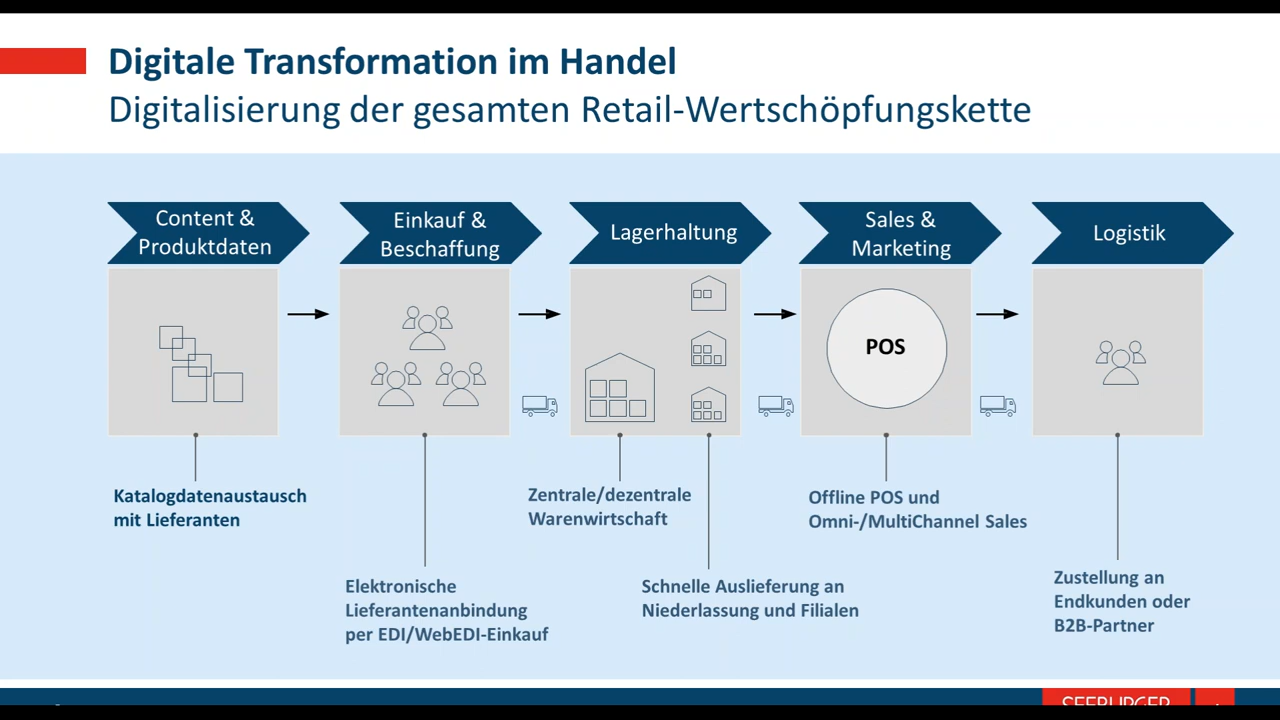 Digitale Transformation im Handel
Digitalisierung der gesamten Retail-Wertschöpfungskette
Content &
Produktdaten
Einkauf &
Beschaffung
Lagerhaltung
Sales &
Marketing
Logistik
POS
Katalogdatenaustausch
mit Lieferanten
Elektronische
Lieferantenanbindung
per EDI/WebEDI-Einkauf
Zentrale/dezentrale
Warenwirtschaft
Schnelle Auslieferung an
Niederlassung und Filialen
Offline POS und
Omni-/MultiChannel Sales
Zustellung an
Endkunden oder
B2B-Partner
SEEBURGER